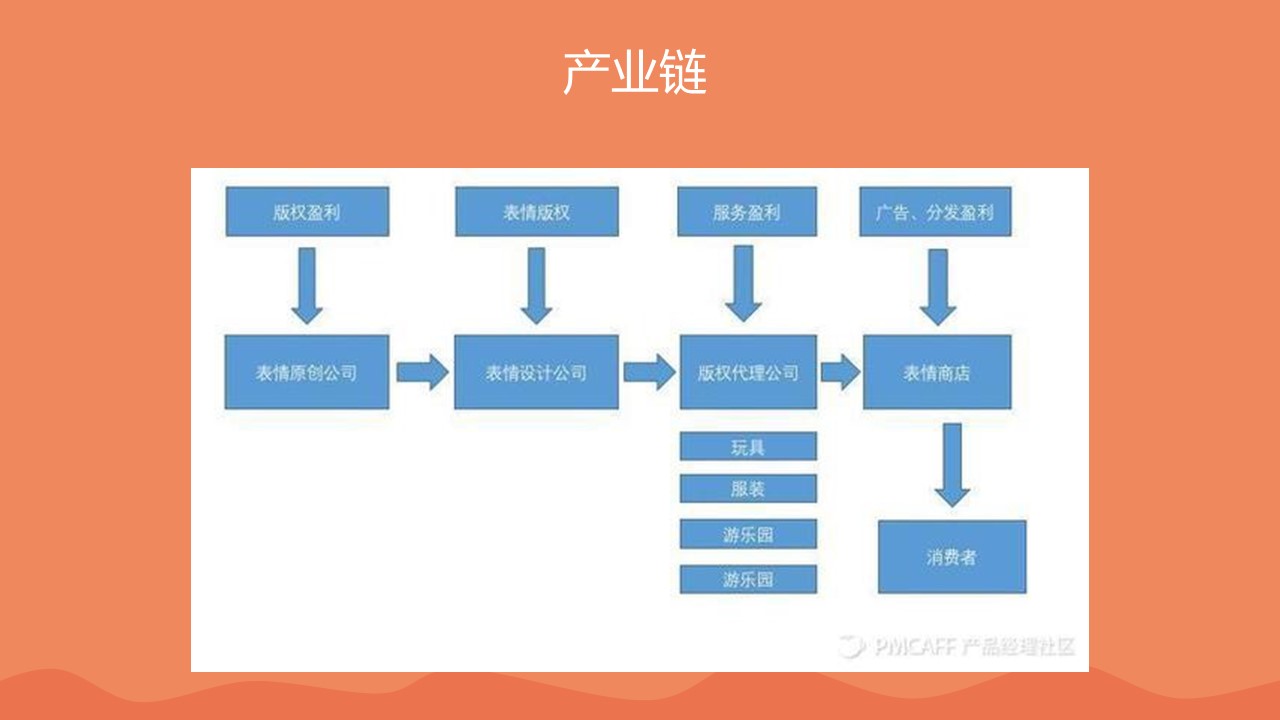 产业链
版权盈利
表情版权
服务盈利
广告、分发盈利
表情原创公司
表情设计公司
版权代理公司
表情商店
玩具
服装
游乐园
游乐园
消费者
PMCAFF 产品经理社区